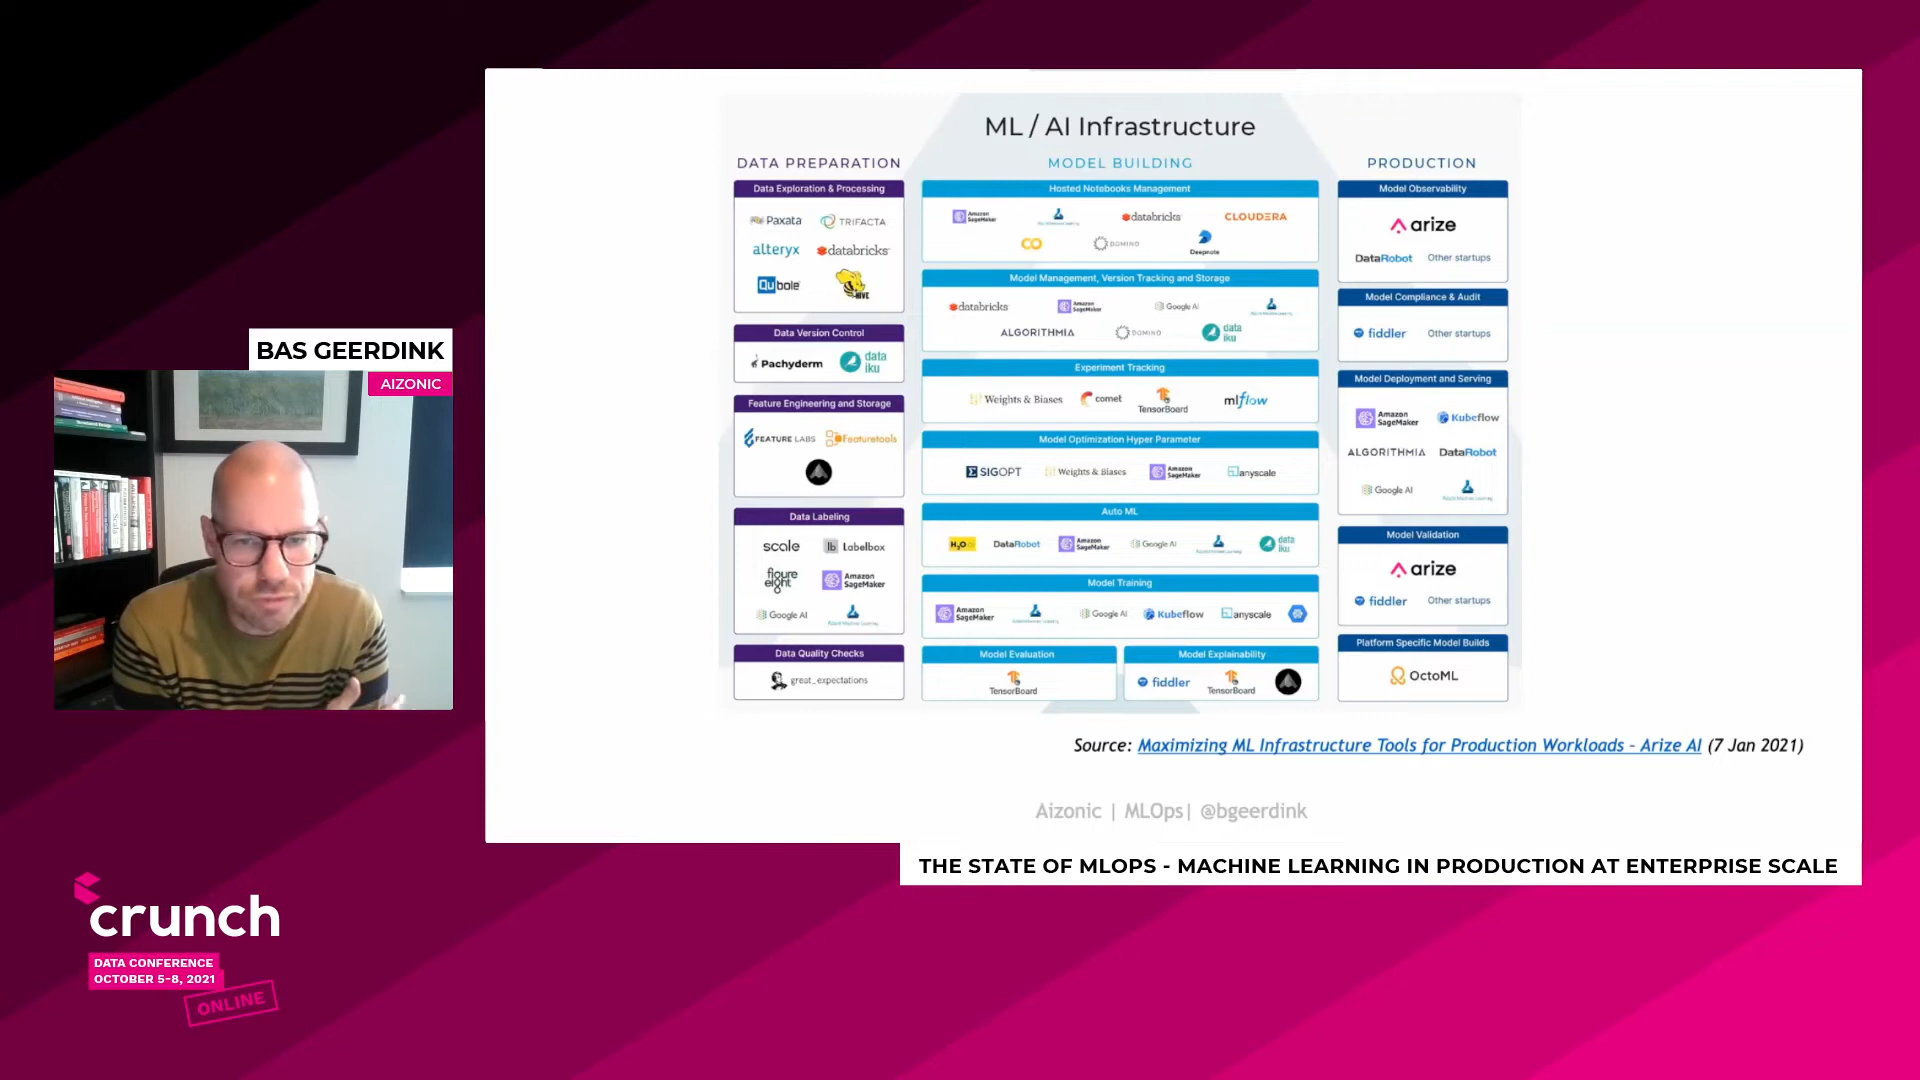 ML / AI Infrastructure
DATA PREPARATION
Data Exploration & Processing
Paxata
TRIFACTA
alteryx
databricks
Qubole
HIVE
Data Version Control
Pachyderm
data
iku
Feature Engineering and Storage
FEATURE LABS
Featuretools
Data Labeling
scale
lb Labelbox
figure
eight
Amazon
SageMaker
Google AI
Data Quality Checks
great_expectations
MODEL BUILDING
Hosted Notebooks Management
Amazon
SageMaker
databricks
CLOUDERA
CO
DOMINO
Deepnote
Model Management, Version Tracking and Storage
databricks
Amazon
SageMaker
Google AI
ALGORITHMIA
DOMINO
data
iku
Experiment Tracking
Weights & Biases
comet
TensorBoard
mlflow
Model Optimization Hyper Parameter
SIGOPT
Weights & Biases
Amazon
SageMaker
anyscale
Auto ML
H2O.ai
DataRobot
Amazon
SageMaker
Google AI
data
iku
Model Training
Amazon
SageMaker
Google AI
Kubeflow
anyscale
Model Evaluation
TensorBoard
Model Explainability
fiddler
TensorBoard
PRODUCTION
Model Observability
arize
DataRobot
Other startups
Model Compliance & Audit
fiddler
Other startups
Model Deployment and Serving
Amazon
SageMaker
Kubeflow
ALGORITHMIA
DataRobot
Google AI
Model Validation
arize
fiddler
Other startups
Platform Specific Model Builds
OctoML
Source: Maximizing ML Infrastructure Tools for Production Workloads - Arize AI (7 Jan 2021)
Aizonic | MLOps| @bgeerdink
BAS GEERDINK
AIZONIC
THE STATE OF MLOPS - MACHINE LEARNING IN PRODUCTION AT ENTERPRISE SCALE
crunch
DATA CONFERENCE
OCTOBER 5-8, 2021
ONLINE